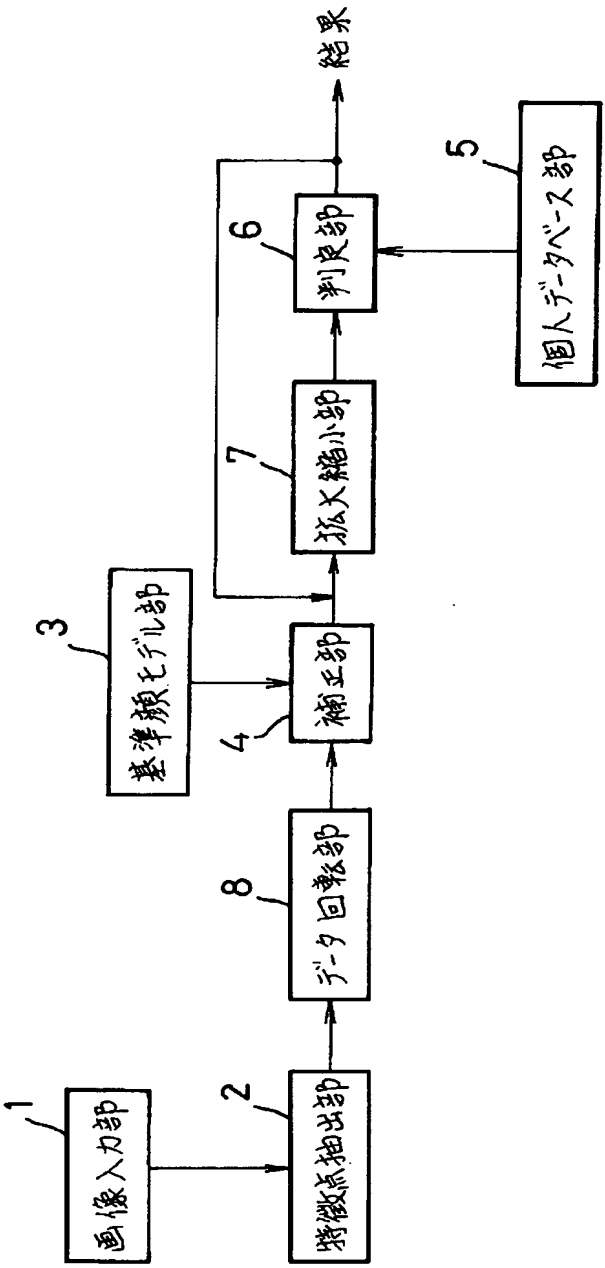 1
画像入力部
2
特徴点抽出部
8
データ回転部
3
基準顔モデル部
4
補正部
7
拡大縮小部
6
判定部
結果
5
個人データベース部